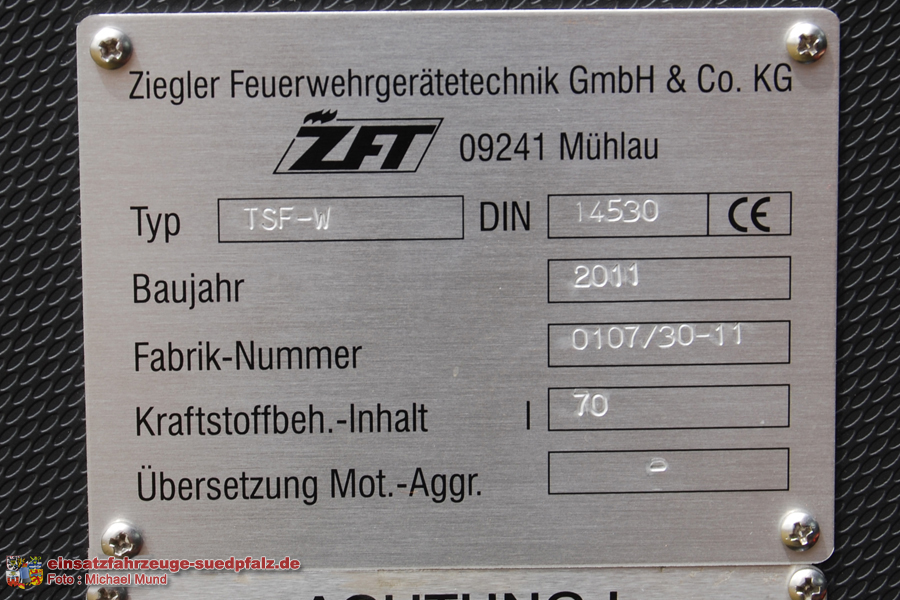 Ziegler Feuerwehrgerätetechnik GmbH & Co. KG
ZFT 09241 Mühlau
Typ TSF-W DIN 14530 CE
Baujahr 2011
Fabrik-Nummer 0107/30-11
Kraftstoffbeh.-Inhalt l 70
Übersetzung Mot.-Aggr. -
einsatzfahrzeuge-suedpfalz.de
Foto : Michael Mund
ACHTUNG !